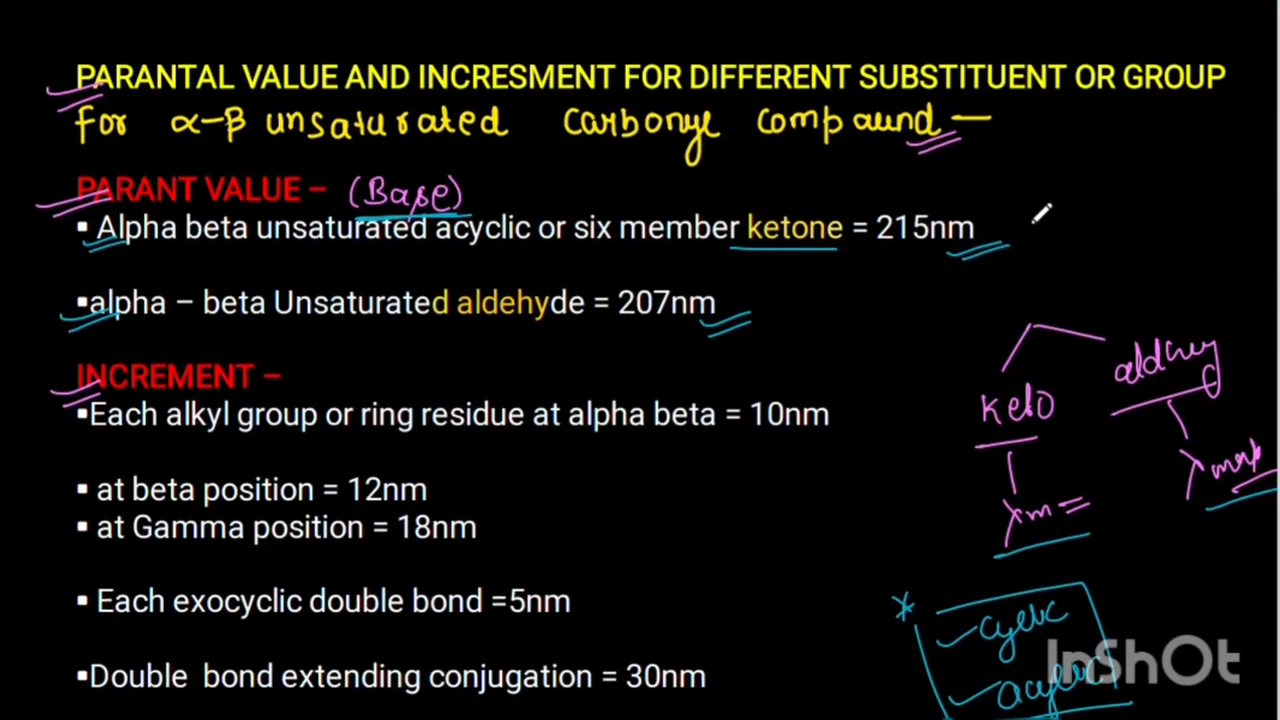 PARANTAL VALUE AND INCRESMENT FOR DIFFERENT SUBSTITUENT OR GROUP
For α-β unsaturated carbonyl compaund —
PARANT VALUE – (Base)
▪ Alpha beta unsaturated acyclic or six member ketone = 215nm
▪alpha – beta Unsaturated aldehyde = 207nm
INCREMENT –
▪Each alkyl group or ring residue at alpha beta = 10nm
▪ at beta position = 12nm
▪ at Gamma position = 18nm
▪ Each exocyclic double bond =5nm
▪Double bond extending conjugation = 30nm
Keto
λm =
λmax
* cyclic
acyclic
InShOt